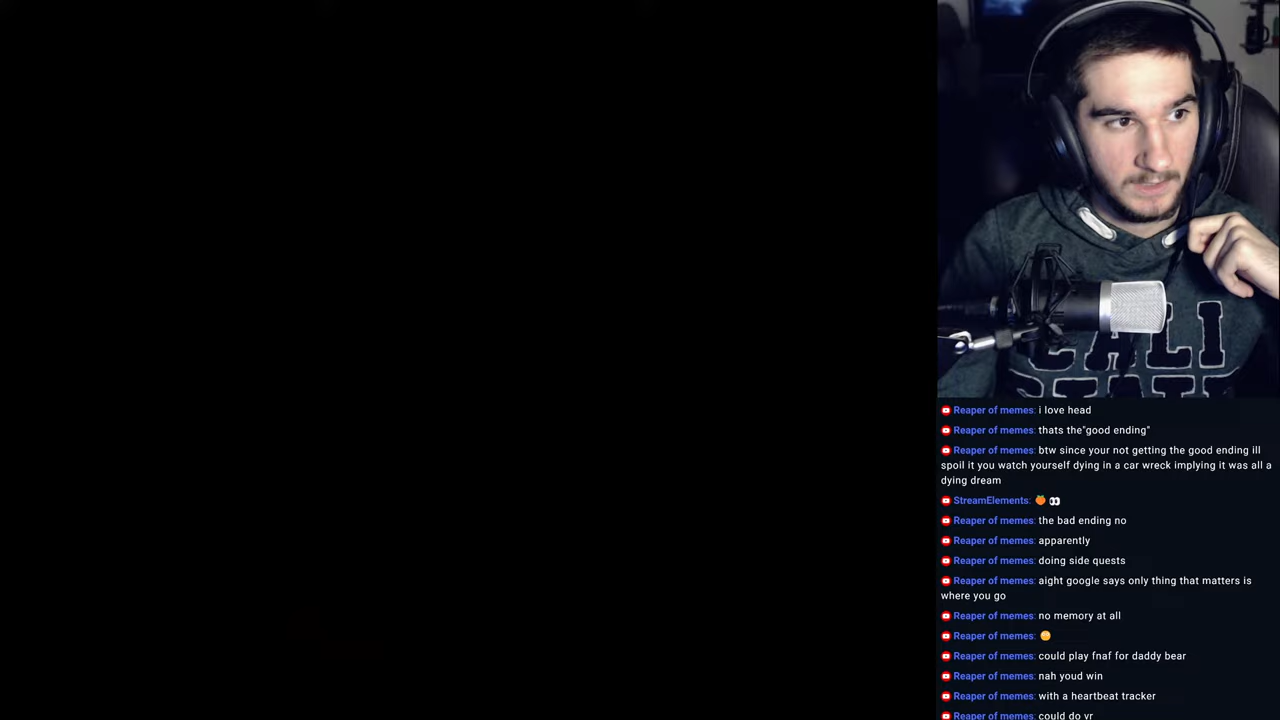 CALI
Reaper of memes: i love head
Reaper of memes: thats the"good ending"
Reaper of memes: btw since your not getting the good ending ill
spoil it you watch yourself dying in a car wreck implying it was all a
dying dream
StreamElements: 🍊 👀
Reaper of memes: the bad ending no
Reaper of memes: apparently
Reaper of memes: doing side quests
Reaper of memes: aight google says only thing that matters is
where you go
Reaper of memes: no memory at all
Reaper of memes:
Reaper of memes: could play fnaf for daddy bear
Reaper of memes: nah youd win
Reaper of memes: with a heartbeat tracker
Reaper of memes: could do vr